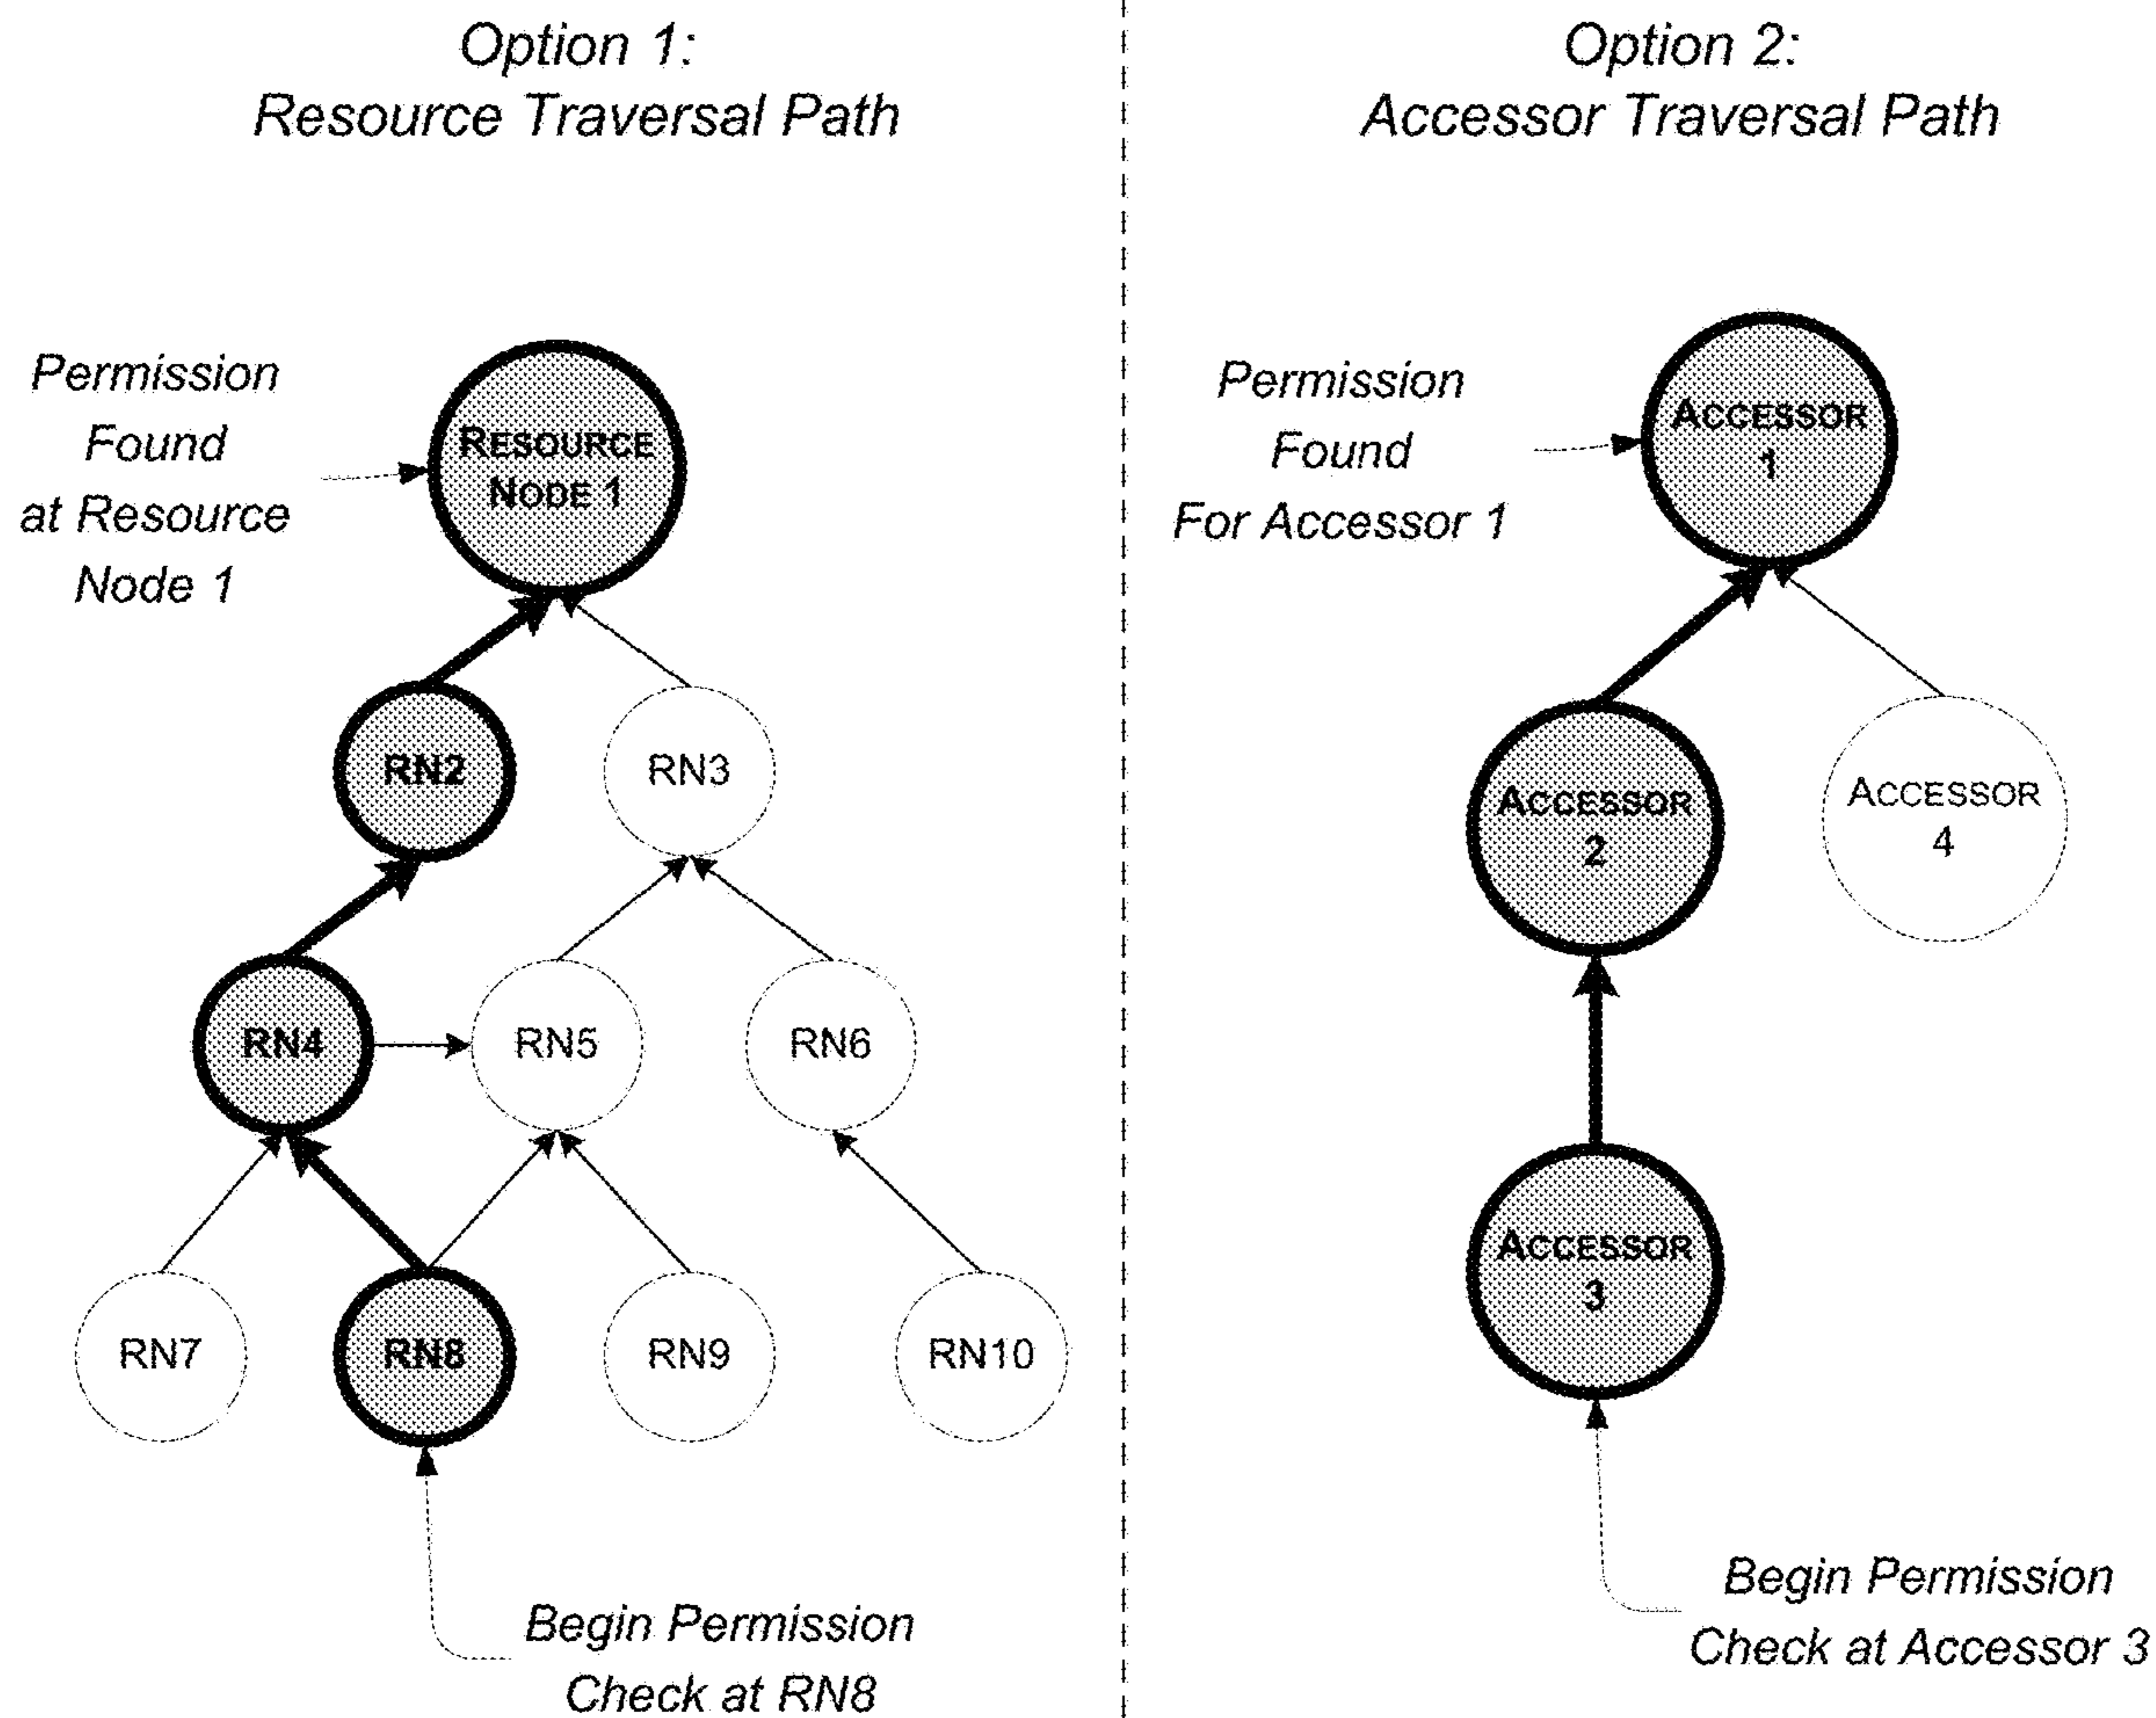 Option 1:
Resource Traversal Path
Permission
Found
at Resource
Node 1
RESOURCE
NODE 1
RN2
RN3
RN4
RN5
RN6
RN7
RN8
RN9
RN10
Begin Permission
Check at RN8
Option 2:
Accessor Traversal Path
Permission
Found
For Accessor 1
ACCESSOR
1
ACCESSOR
2
ACCESSOR
4
ACCESSOR
3
Begin Permission
Check at Accessor 3